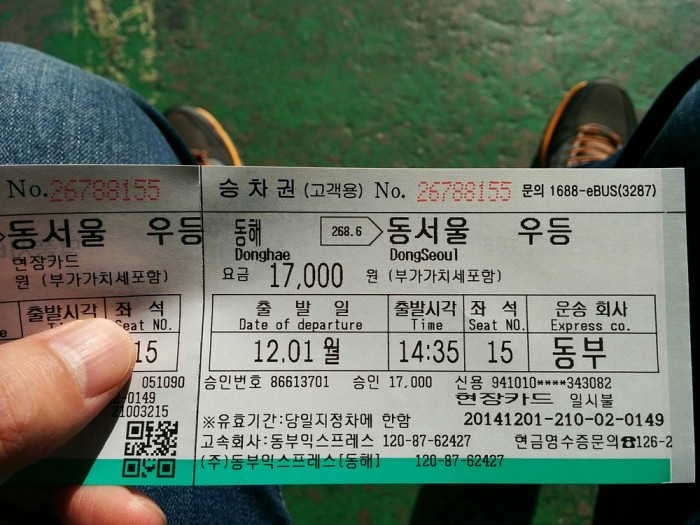 No.26788155
동서울 우등
현장카드
원 (부가가치세포함)
출발시각 좌 석
Seat NO.
15
051090
-0149
21003215
승 차 권 (고객용) No. 26788155 문의 1688-eBUS(3287)
동해 268.6 동서울 우등
Donghae DongSeoul
요금 17,000 원 (부가가치세포함)
출 발 일 출발시각 좌 석 운송 회사
Date of departure Time Seat NO. Express co.
12.01 월 14:35 15 동부
승인번호 86613701 승인 17,000 신용 941010****343082
현장카드 일시불
※유효기간:당일지정차에 한함 20141201-210-02-0149
고속회사:동부익스프레스 120-87-62427 현금영수증문의☎126-2
(주)동부익스프레스[동해] 120-87-62427